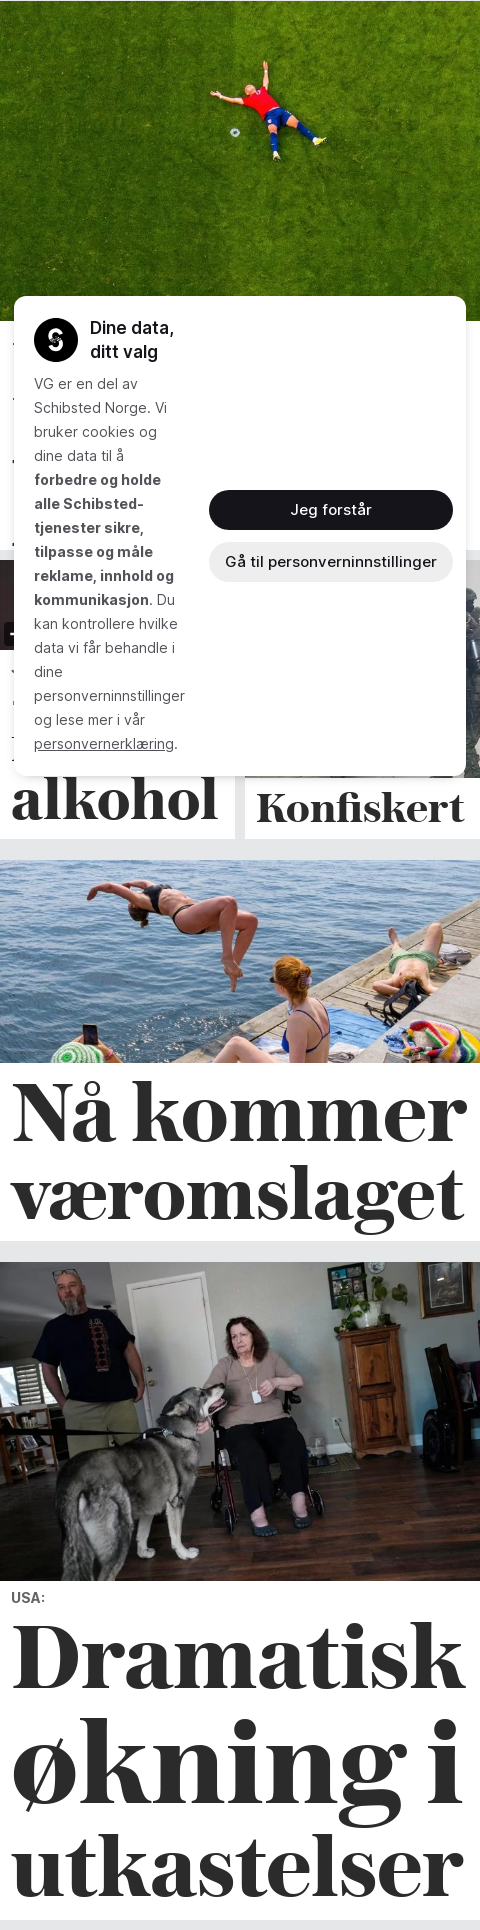 Dine data,
ditt valg
VG er en del av
Schibsted Norge. Vi
bruker cookies og
dine data til å
forbedre og holde
alle Schibsted-
tjenester sikre,
tilpasse og måle
reklame, innhold og
kommunikasjon. Du
kan kontrollere hvilke
data vi får behandle i
dine
personverninnstillinger
og lese mer i vår
personvernerklæring.
Jeg forstår
Gå til personverninnstillinger
alkohol
Konfiskert
Nå kommer
væromslaget
USA:
Dramatisk
økning i
utkastelser